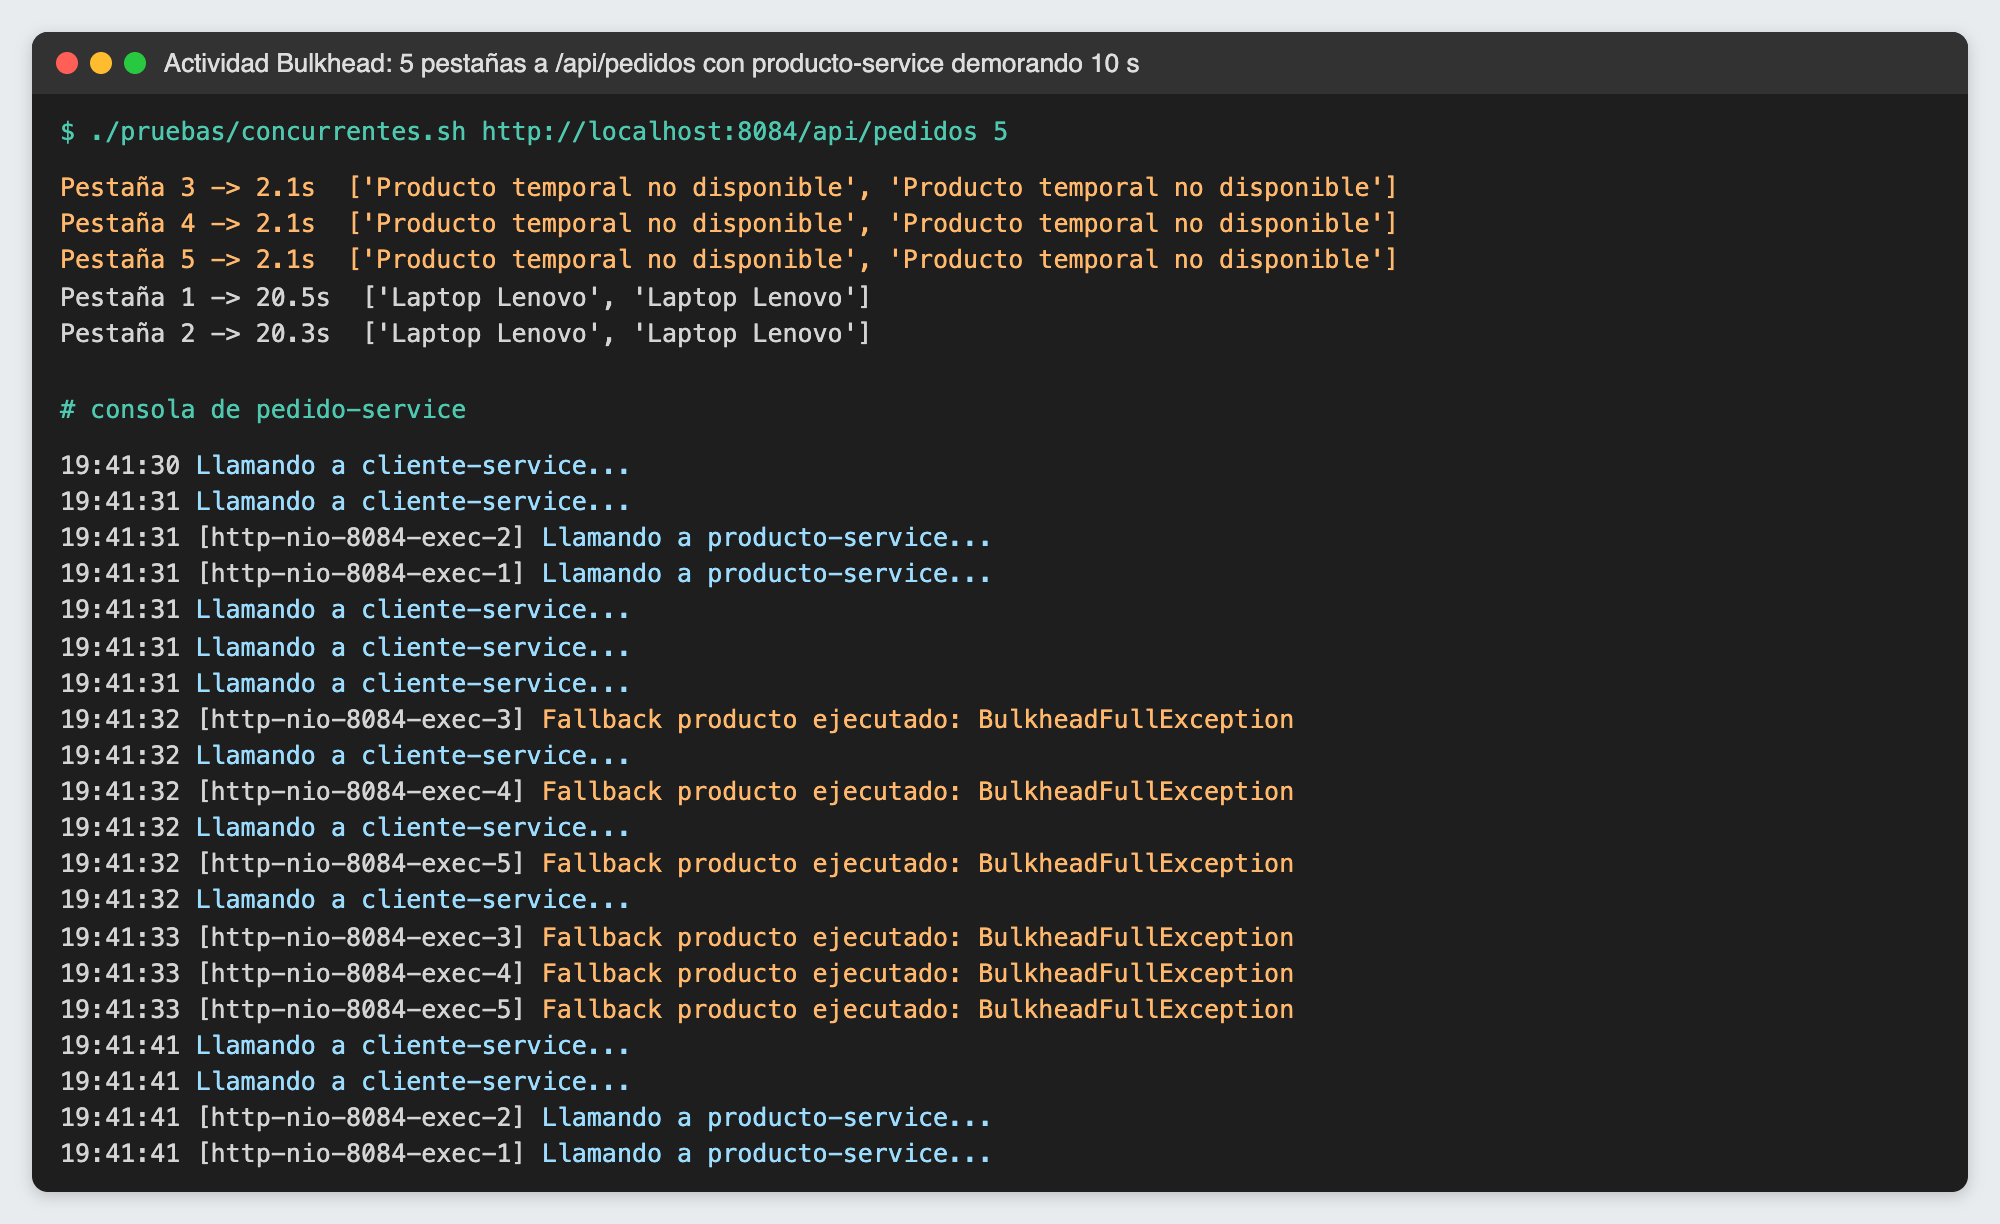 Actividad Bulkhead: 5 pestañas a /api/pedidos con producto-service demorando 10 s
$ ./pruebas/concurrentes.sh http://localhost:8084/api/pedidos 5
Pestaña 3 -> 2.1s  ['Producto temporal no disponible', 'Producto temporal no disponible']
Pestaña 4 -> 2.1s  ['Producto temporal no disponible', 'Producto temporal no disponible']
Pestaña 5 -> 2.1s  ['Producto temporal no disponible', 'Producto temporal no disponible']
Pestaña 1 -> 20.5s  ['Laptop Lenovo', 'Laptop Lenovo']
Pestaña 2 -> 20.3s  ['Laptop Lenovo', 'Laptop Lenovo']
# consola de pedido-service
19:41:30 Llamando a cliente-service...
19:41:31 Llamando a cliente-service...
19:41:31 [http-nio-8084-exec-2] Llamando a producto-service...
19:41:31 [http-nio-8084-exec-1] Llamando a producto-service...
19:41:31 Llamando a cliente-service...
19:41:31 Llamando a cliente-service...
19:41:31 Llamando a cliente-service...
19:41:32 [http-nio-8084-exec-3] Fallback producto ejecutado: BulkheadFullException
19:41:32 Llamando a cliente-service...
19:41:32 [http-nio-8084-exec-4] Fallback producto ejecutado: BulkheadFullException
19:41:32 Llamando a cliente-service...
19:41:32 [http-nio-8084-exec-5] Fallback producto ejecutado: BulkheadFullException
19:41:32 Llamando a cliente-service...
19:41:33 [http-nio-8084-exec-3] Fallback producto ejecutado: BulkheadFullException
19:41:33 [http-nio-8084-exec-4] Fallback producto ejecutado: BulkheadFullException
19:41:33 [http-nio-8084-exec-5] Fallback producto ejecutado: BulkheadFullException
19:41:41 Llamando a cliente-service...
19:41:41 Llamando a cliente-service...
19:41:41 [http-nio-8084-exec-2] Llamando a producto-service...
19:41:41 [http-nio-8084-exec-1] Llamando a producto-service...